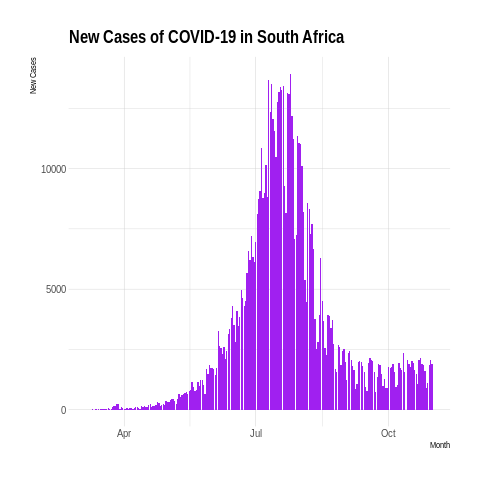 New Cases of COVID-19 in South Africa
New Cases
10000
5000
0
Apr
Jul
Oct
Month